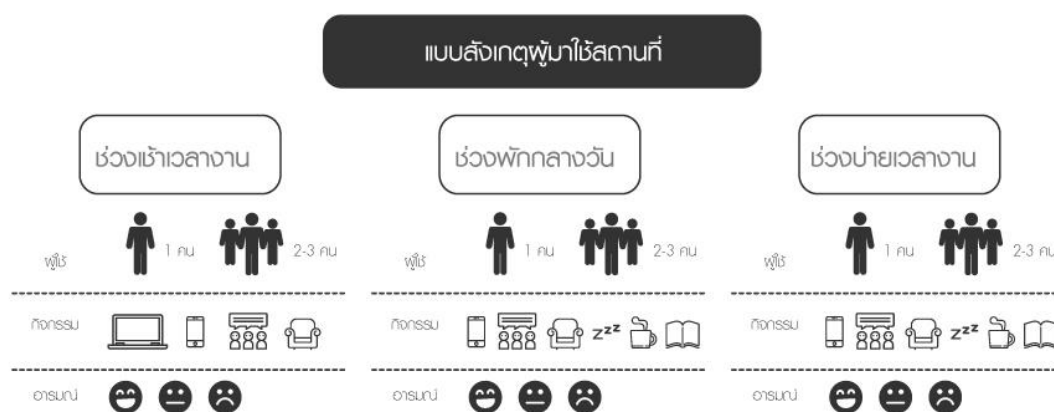 แบบสังเกตุผู้มาใช้สถานที่
ช่วงเช้าเวลางาน
ช่วงพักกลางวัน
ช่วงบ่ายเวลางาน
ผู้ใช้ 1 คน 2-3 คน
ผู้ใช้ 1 คน 2-3 คน
ผู้ใช้ 1 คน 2-3 คน
กิจกรรม
กิจกรรม zzz
กิจกรรม zzz
อารมณ์
อารมณ์
อารมณ์